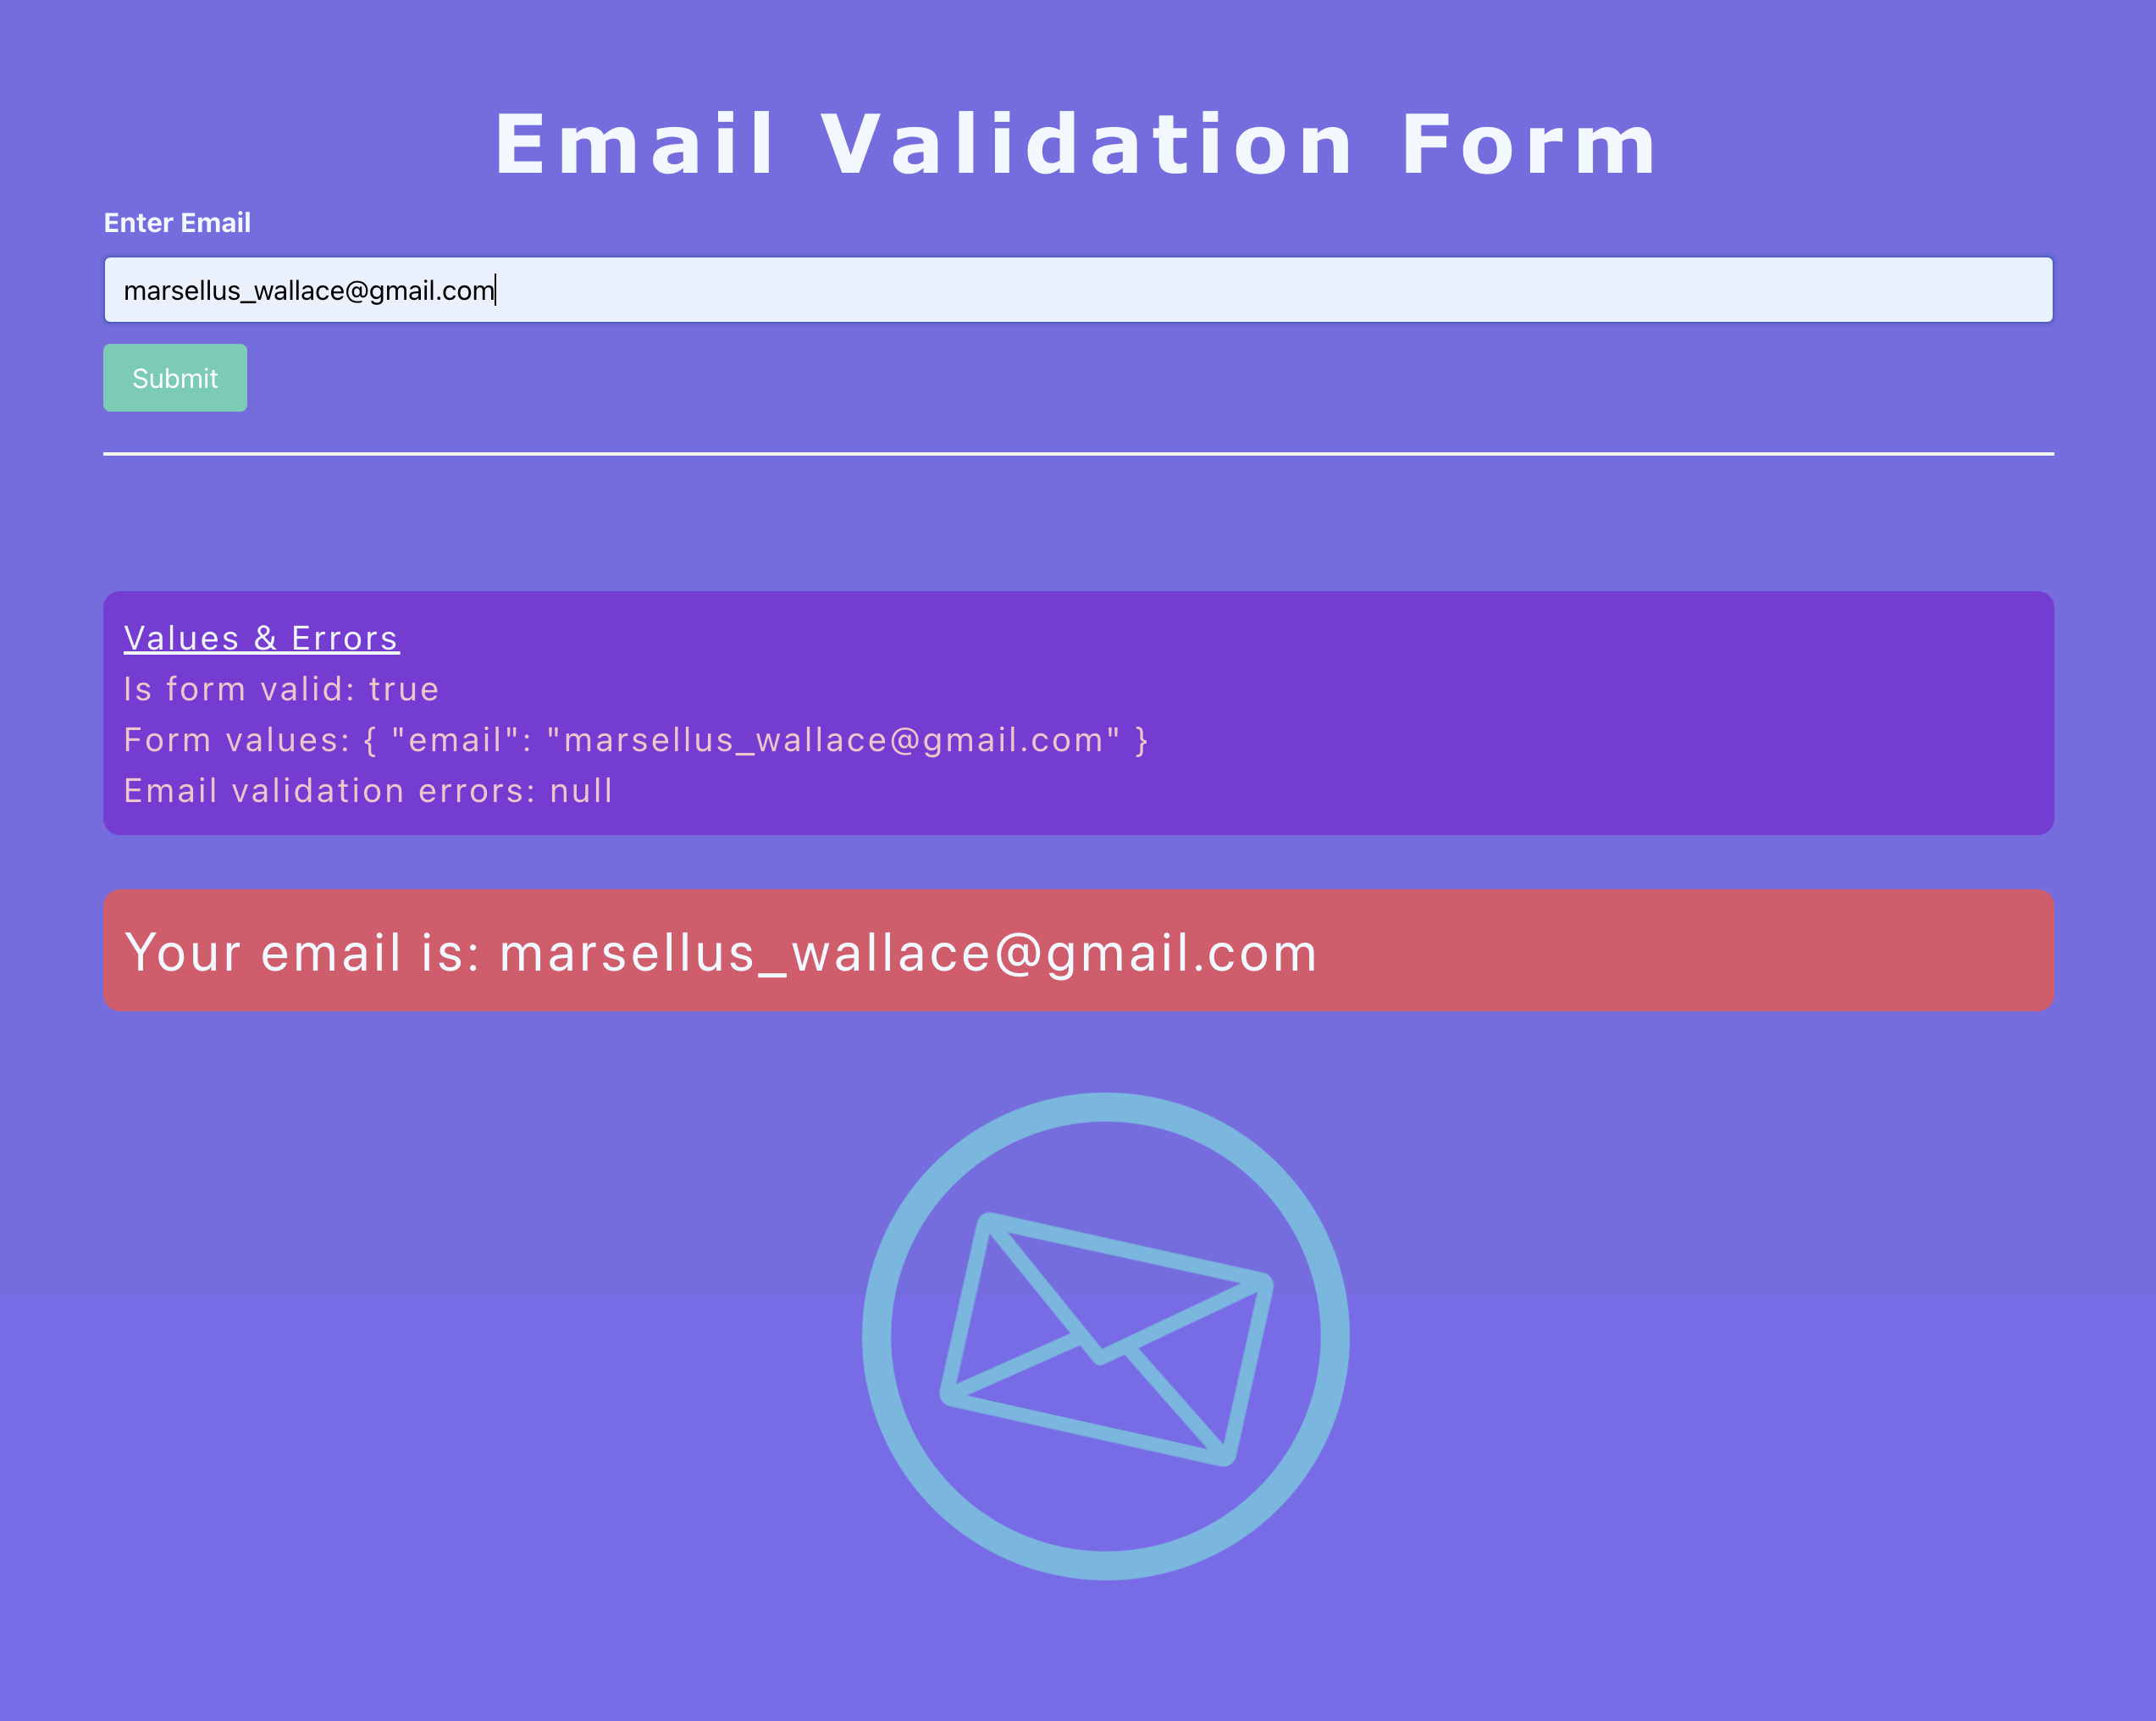 Email Validation Form
Enter Email
marsellus_wallace@gmail.com
Submit
Values & Errors
Is form valid: true
Form values: { "email": "marsellus_wallace@gmail.com" }
Email validation errors: null
Your email is: marsellus_wallace@gmail.com